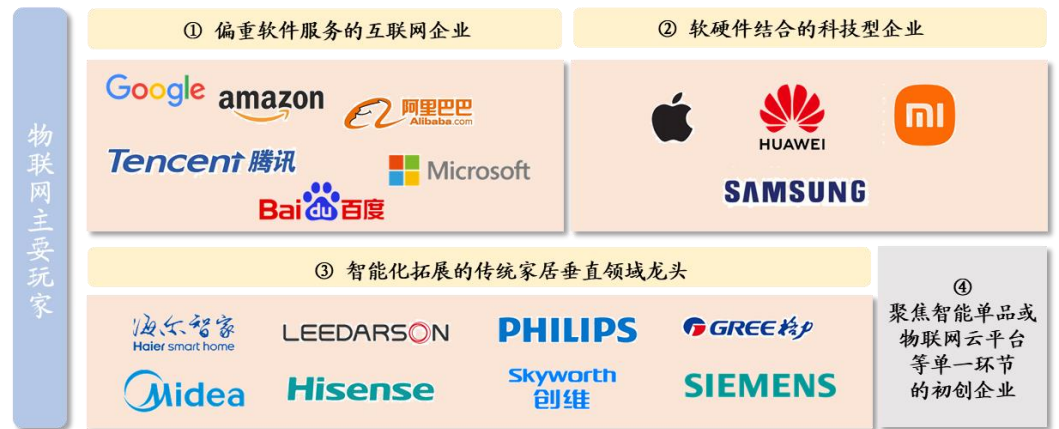 物联网主要玩家
① 偏重软件服务的互联网企业
Google
amazon
阿里巴巴
Alibaba.com
Tencent 腾讯
Microsoft
Bai du 百度
② 软硬件结合的科技型企业
HUAWEI
mi
SAMSUNG
③ 智能化拓展的传统家居垂直领域龙头
海尔智家
Haier smart home
LEEDARSON
PHILIPS
GREE格力
Midea
Hisense
Skyworth
创维
SIEMENS
④
聚焦智能单品或
物联网云平台
等单一环节
的初创企业